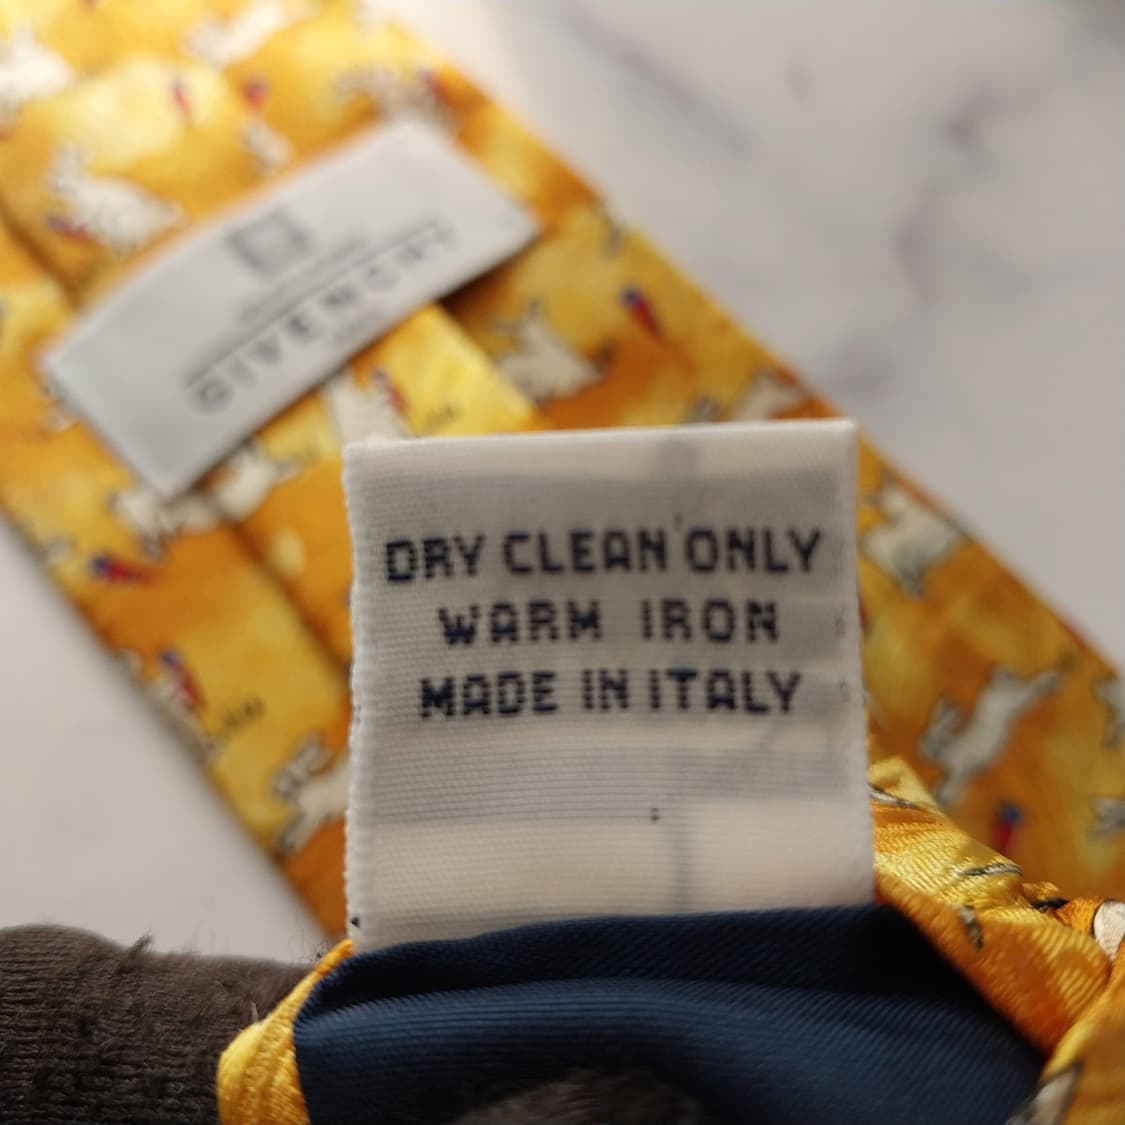 GIVENCHY
DRY CLEAN ONLY
WARM IRON
MADE IN ITALY